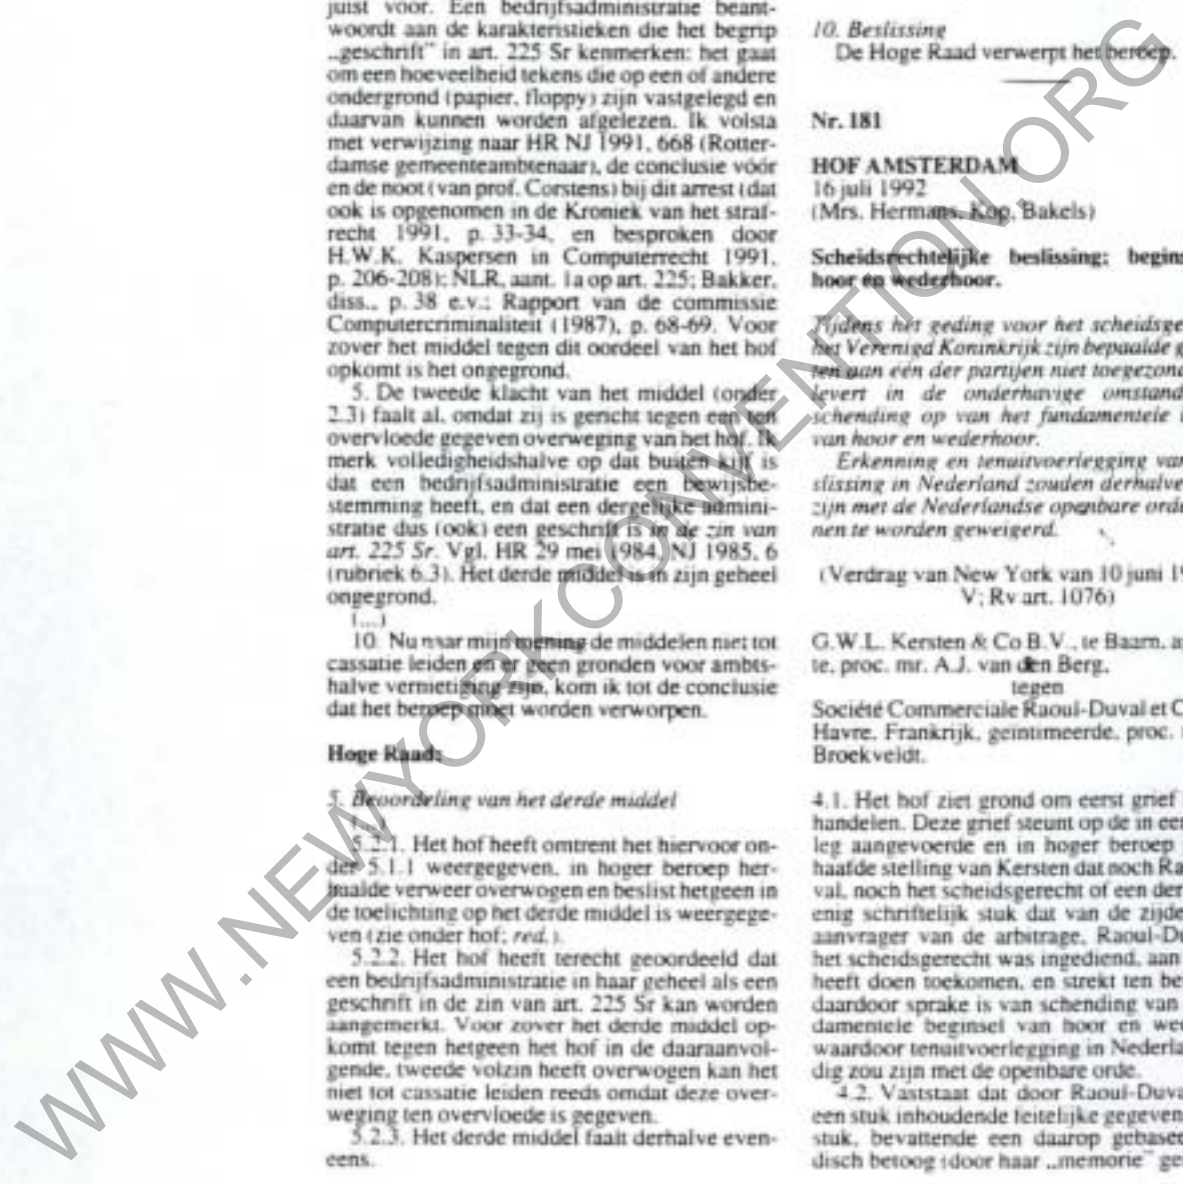 juist voor. Een bedrijfsadministratie beant-
woordt aan de karakteristieken die het begrip
„geschrift" in art. 225 Sr kenmerken: het gaat
om een hoeveelheid tekens die op een of andere
ondergrond (papier, floppy) zijn vastgelegd en
daarvan kunnen worden afgelezen. Ik volsta
met verwijzing naar HR NJ 1991, 668 (Rotter-
damse gemeenteambtenaar), de conclusie vóór
en de noot (van prof. Corstens) bij dit arrest (dat
ook is opgenomen in de Kroniek van het straf-
recht 1991, p. 33-34, en besproken door
H.W.K. Kaspersen in Computerrecht 1991,
p. 206-208); NLR, aant. 1a op art. 225; Bakker,
diss., p. 38 e.v.; Rapport van de commissie
Computercriminaliteit (1987), p. 68-69. Voor
zover het middel tegen dit oordeel van het hof
opkomt is het ongegrond.
5. De tweede klacht van het middel (onder
2.3) faalt al, omdat zij is gericht tegen een ten
overvloede gegeven overweging van het hof. Ik
merk volledigheidshalve op dat buiten kijf is
dat een bedrijfsadministratie een bewijsbe-
stemming heeft, en dat een dergelijke admini-
stratie dus (ook) een geschrift is in de zin van
art. 225 Sr. Vgl. HR 29 mei 1984, NJ 1985, 6
(rubriek 6.3). Het derde middel is in zijn geheel
ongegrond.
(...)
10. Nu naar mijn mening de middelen niet tot
cassatie leiden en er geen gronden voor ambts-
halve vernietiging zijn, kom ik tot de conclusie
dat het beroep moet worden verworpen.
Hoge Raad:
5. Beoordeling van het derde middel
(...)
5.2.1. Het hof heeft omtrent het hiervoor on-
der 5.1.1 weergegeven, in hoger beroep her-
haalde verweer overwogen en beslist hetgeen in
de toelichting op het derde middel is weergege-
ven (zie onder hof; red.).
5.2.2. Het hof heeft terecht geoordeeld dat
een bedrijfsadministratie in haar geheel als een
geschrift in de zin van art. 225 Sr kan worden
aangemerkt. Voor zover het derde middel op-
komt tegen hetgeen het hof in de daaraanvol-
gende, tweede volzin heeft overwogen kan het
niet tot cassatie leiden reeds omdat deze over-
weging ten overvloede is gegeven.
5.2.3. Het derde middel faalt derhalve even-
eens.
10. Beslissing
De Hoge Raad verwerpt het beroep.
Nr. 181
HOF AMSTERDAM
16 juli 1992
(Mrs. Hermans, Kop, Bakels)
Scheidsrechtelijke beslissing; begins
hoor en wederhoor.
Tijdens het geding voor het scheidsge
het Verenigd Koninkrijk zijn bepaalde g
ten aan één der partijen niet toegezond
levert in de onderhavige omstand
schending op van het fundamentele
van hoor en wederhoor.
Erkenning en tenuitvoerlegging van
slissing in Nederland zouden derhalve
zijn met de Nederlandse openbare orde
nen te worden geweigerd.
(Verdrag van New York van 10 juni 19
V; Rv art. 1076)
G.W.L. Kersten & Co B.V., te Baarn, a
te, proc. mr. A.J. van den Berg,
tegen
Société Commerciale Raoul-Duval et C
Havre, Frankrijk, geïntimeerde, proc.
Broekveldt.
4.1. Het hof ziet grond om eerst grief
handelen. Deze grief steunt op de in eer
leg aangevoerde en in hoger beroep
haafde stelling van Kersten dat noch Ra
val, noch het scheidsgerecht of een der
enig schriftelijk stuk dat van de zijde
aanvrager van de arbitrage, Raoul-Du
het scheidsgerecht was ingediend, aan
heeft doen toekomen, en strekt ten be
daardoor sprake is van schending van
damentele beginsel van hoor en wed
waardoor tenuitvoerlegging in Nederla
dig zou zijn met de openbare orde.
4.2. Vaststaat dat door Raoul-Duva
een stuk inhoudende feitelijke gegeven
stuk, bevattende een daarop gebasee
disch betoog (door haar „memorie" ge
WWW.NEWYORKCONVENTION.ORG